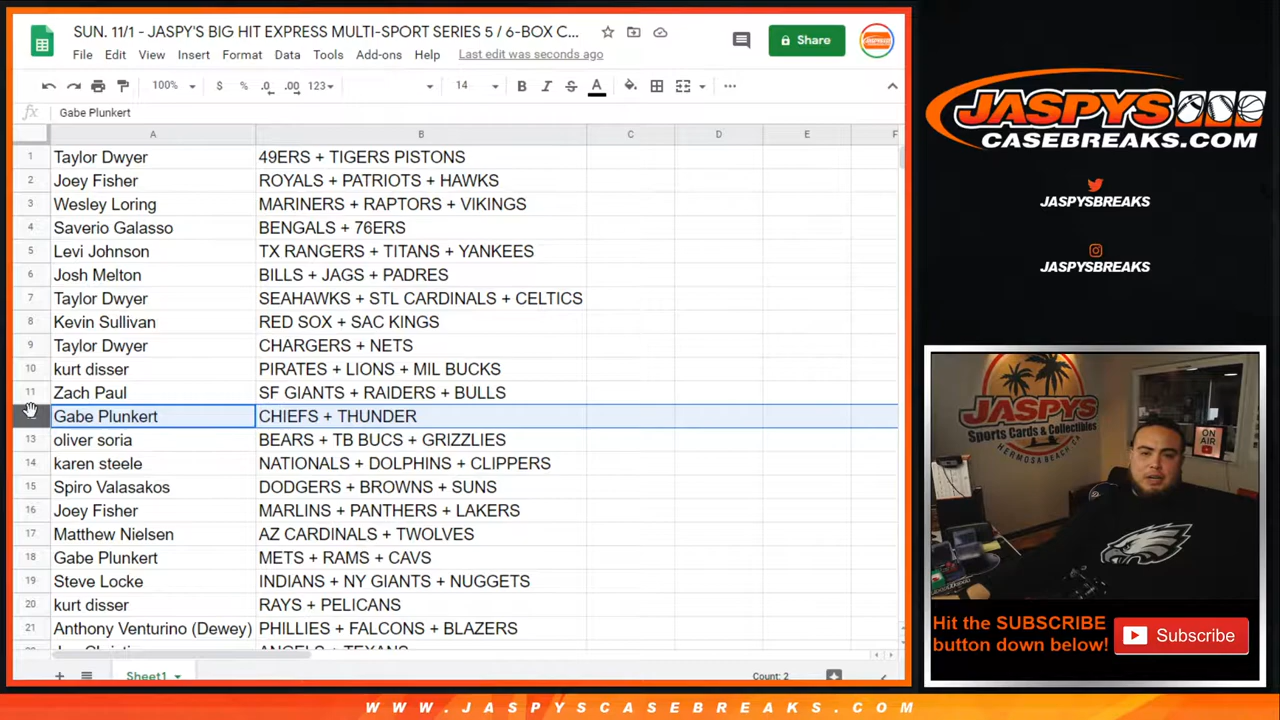 SUN. 11/1 - JASPY'S BIG HIT EXPRESS MULTI-SPORT SERIES 5 / 6-BOX C...
File Edit View Insert Format Data Tools Add-ons Help Last edit was seconds ago
Share
100% $ % .0 .00 123 14 B I S A
fx Gabe Plunkert
A B C D E F
1 Taylor Dwyer 49ERS + TIGERS PISTONS
2 Joey Fisher ROYALS + PATRIOTS + HAWKS
3 Wesley Loring MARINERS + RAPTORS + VIKINGS
4 Saverio Galasso BENGALS + 76ERS
5 Levi Johnson TX RANGERS + TITANS + YANKEES
6 Josh Melton BILLS + JAGS + PADRES
7 Taylor Dwyer SEAHAWKS + STL CARDINALS + CELTICS
8 Kevin Sullivan RED SOX + SAC KINGS
9 Taylor Dwyer CHARGERS + NETS
10 kurt disser PIRATES + LIONS + MIL BUCKS
11 Zach Paul SF GIANTS + RAIDERS + BULLS
Gabe Plunkert CHIEFS + THUNDER
13 oliver soria BEARS + TB BUCS + GRIZZLIES
14 karen steele NATIONALS + DOLPHINS + CLIPPERS
15 Spiro Valasakos DODGERS + BROWNS + SUNS
16 Joey Fisher MARLINS + PANTHERS + LAKERS
17 Matthew Nielsen AZ CARDINALS + TWOLVES
18 Gabe Plunkert METS + RAMS + CAVS
19 Steve Locke INDIANS + NY GIANTS + NUGGETS
20 kurt disser RAYS + PELICANS
21 Anthony Venturino (Dewey) PHILLIES + FALCONS + BLAZERS
ANGELS + TEXANS
Sheet1
Count: 2
JASPYS
CASEBREAKS.COM
JASPYSBREAKS
JASPYSBREAKS
JASPYS
Sports Cards & Collectibles
HERMOSA BEACH CA
ON AIR
Hit the SUBSCRIBE
button down below!
Subscribe
WWW.JASPYSCASEBREAKS.COM